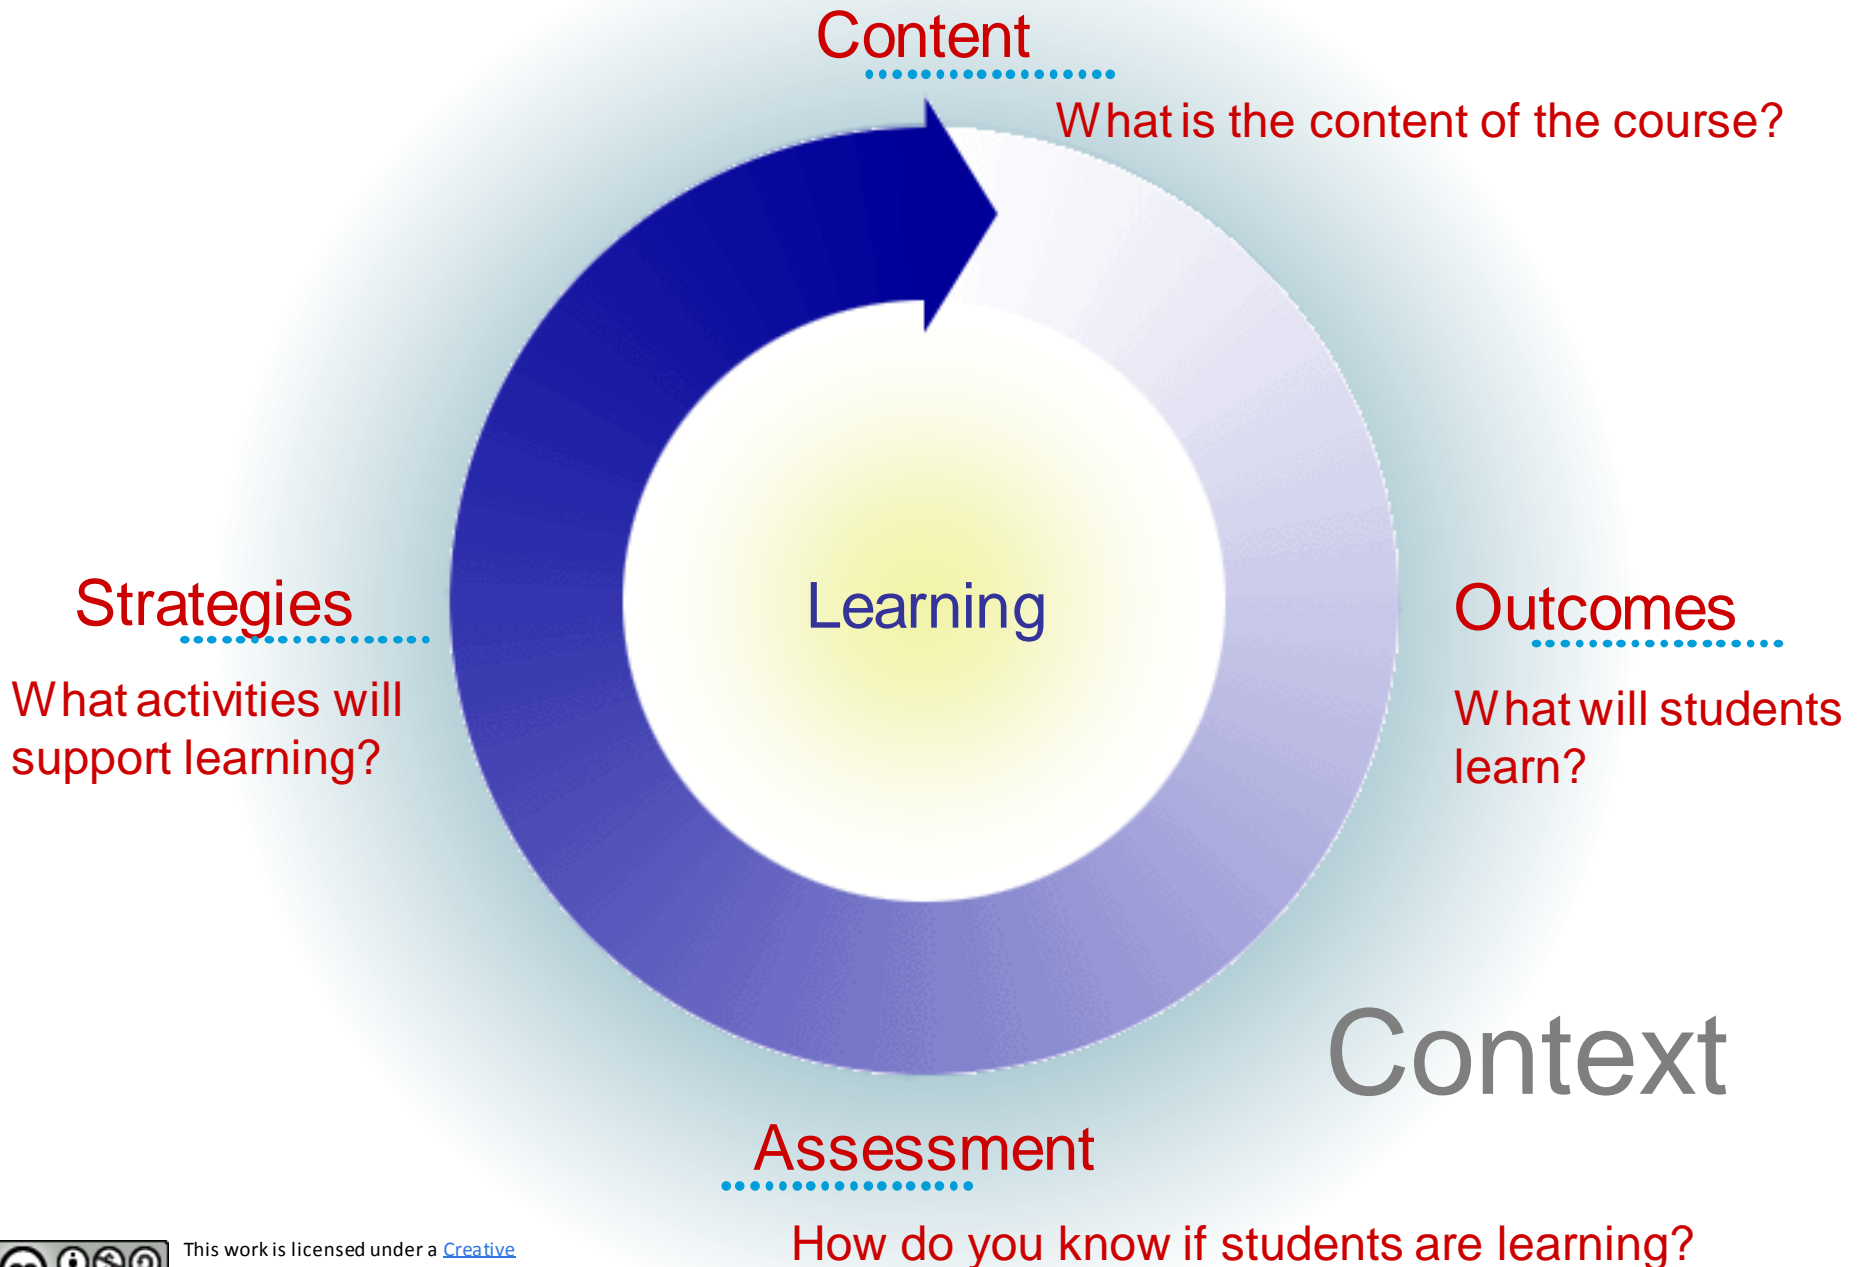 Content
What is the content of the course?
Strategies
What activities will
support learning?
Learning
Outcomes
What will students
learn?
Context
Assessment
How do you know if students are learning?
This work is licensed under a Creative